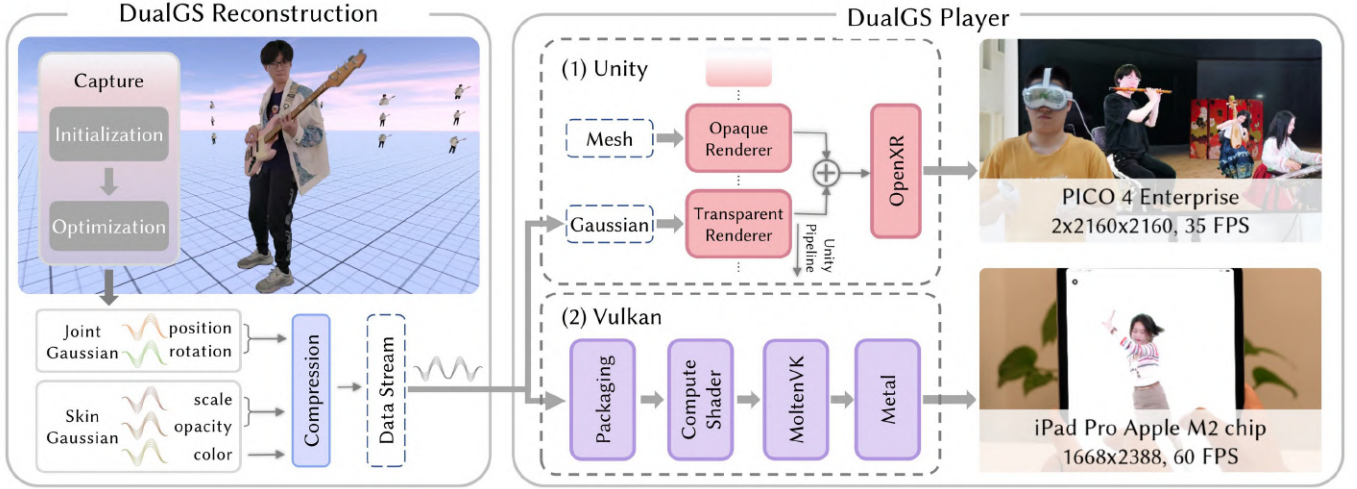 DualGS Reconstruction
Capture
Initialization
Optimization
Joint
Gaussian
position
rotation
Skin
Gaussian
scale
opacity
color
Compression
Data Stream
DualGS Player
(1) Unity
Mesh
Opaque
Renderer
Gaussian
Transparent
Renderer
Unity
Pipeline
OpenXR
PICO 4 Enterprise
2x2160x2160, 35 FPS
(2) Vulkan
Packaging
Compute
Shader
MoltenVK
Metal
iPad Pro Apple M2 chip
1668x2388, 60 FPS